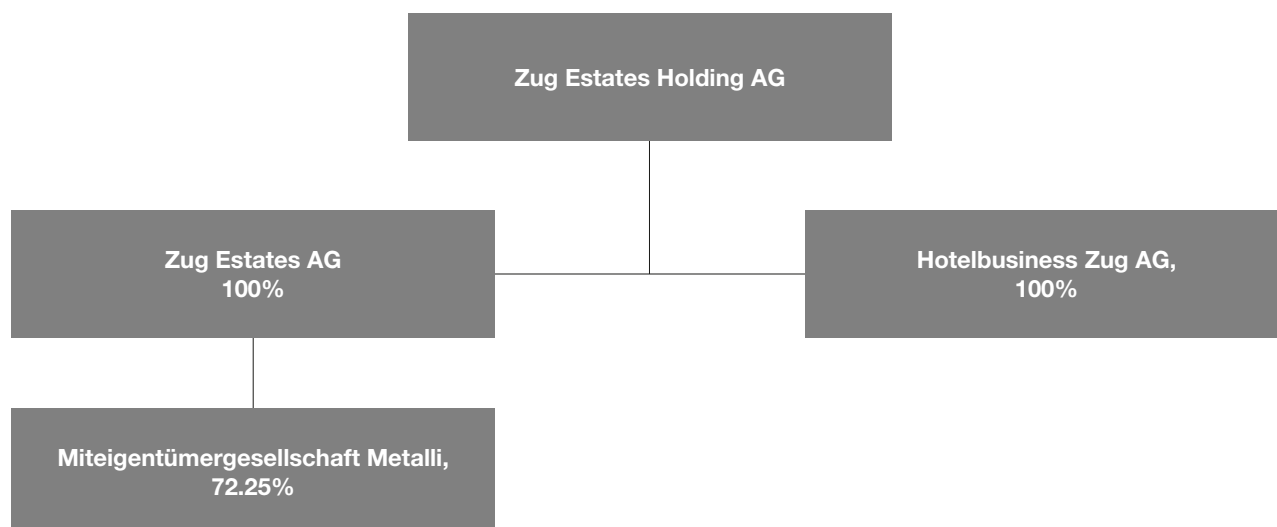 Zug Estates Holding AG
Zug Estates AG
100%
Hotelbusiness Zug AG,
100%
Miteigentümergesellschaft Metalli,
72.25%